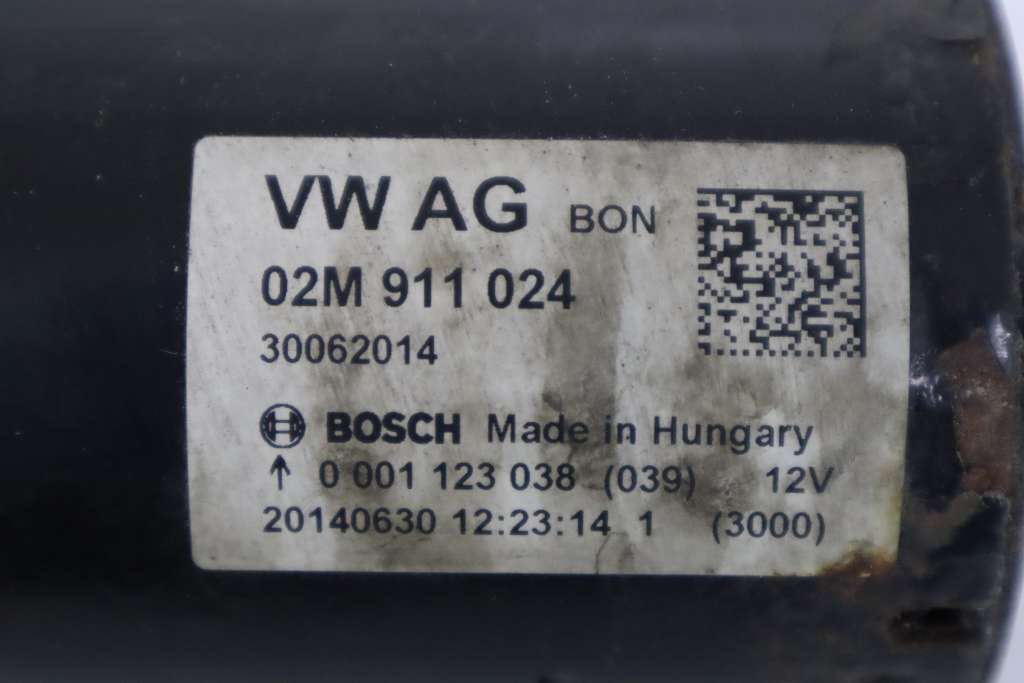 VW AG BON
02M 911 024
30062014
BOSCH Made in Hungary
↑ 0 001 123 038 (039) 12V
20140630 12:23:14 1 (3000)